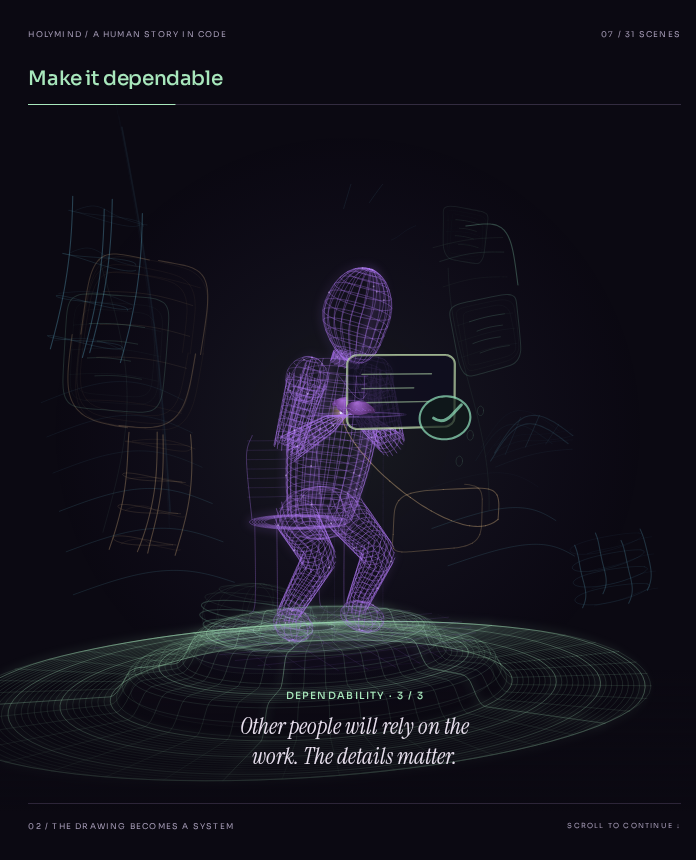 HOLYMIND / A HUMAN STORY IN CODE
07 / 31 SCENES
Make it dependable
DEPENDABILITY · 3 / 3
Other people will rely on the
work. The details matter.
02 / THE DRAWING BECOMES A SYSTEM
SCROLL TO CONTINUE ↓